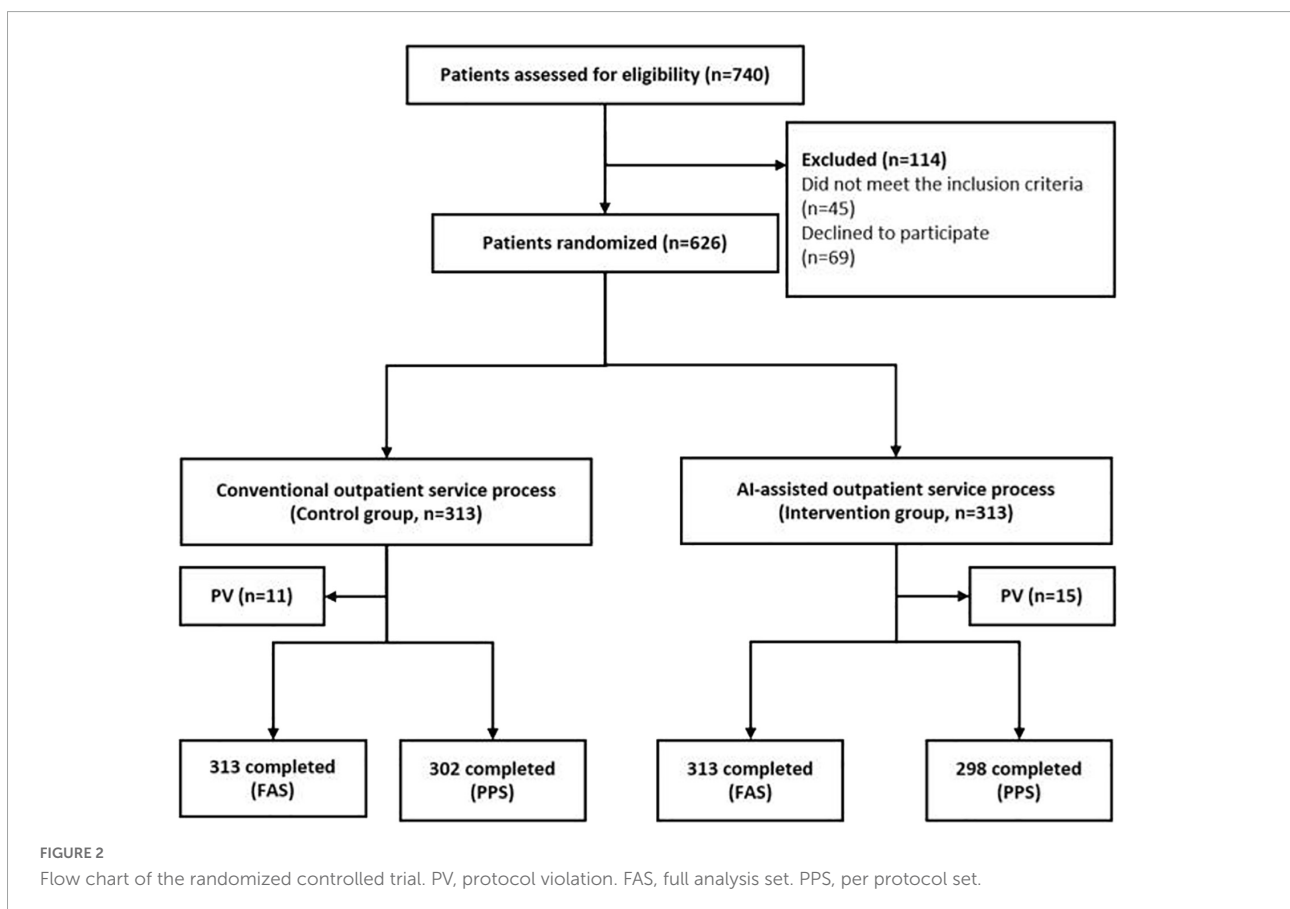 Patients assessed for eligibility (n=740)
Excluded (n=114)
Did not meet the inclusion criteria
(n=45)
Declined to participate
(n=69)
Patients randomized (n=626)
Conventional outpatient service process
(Control group, n=313)
AI-assisted outpatient service process
(Intervention group, n=313)
PV (n=11)
PV (n=15)
313 completed
(FAS)
302 completed
(PPS)
313 completed
(FAS)
298 completed
(PPS)
FIGURE 2
Flow chart of the randomized controlled trial. PV, protocol violation. FAS, full analysis set. PPS, per protocol set.